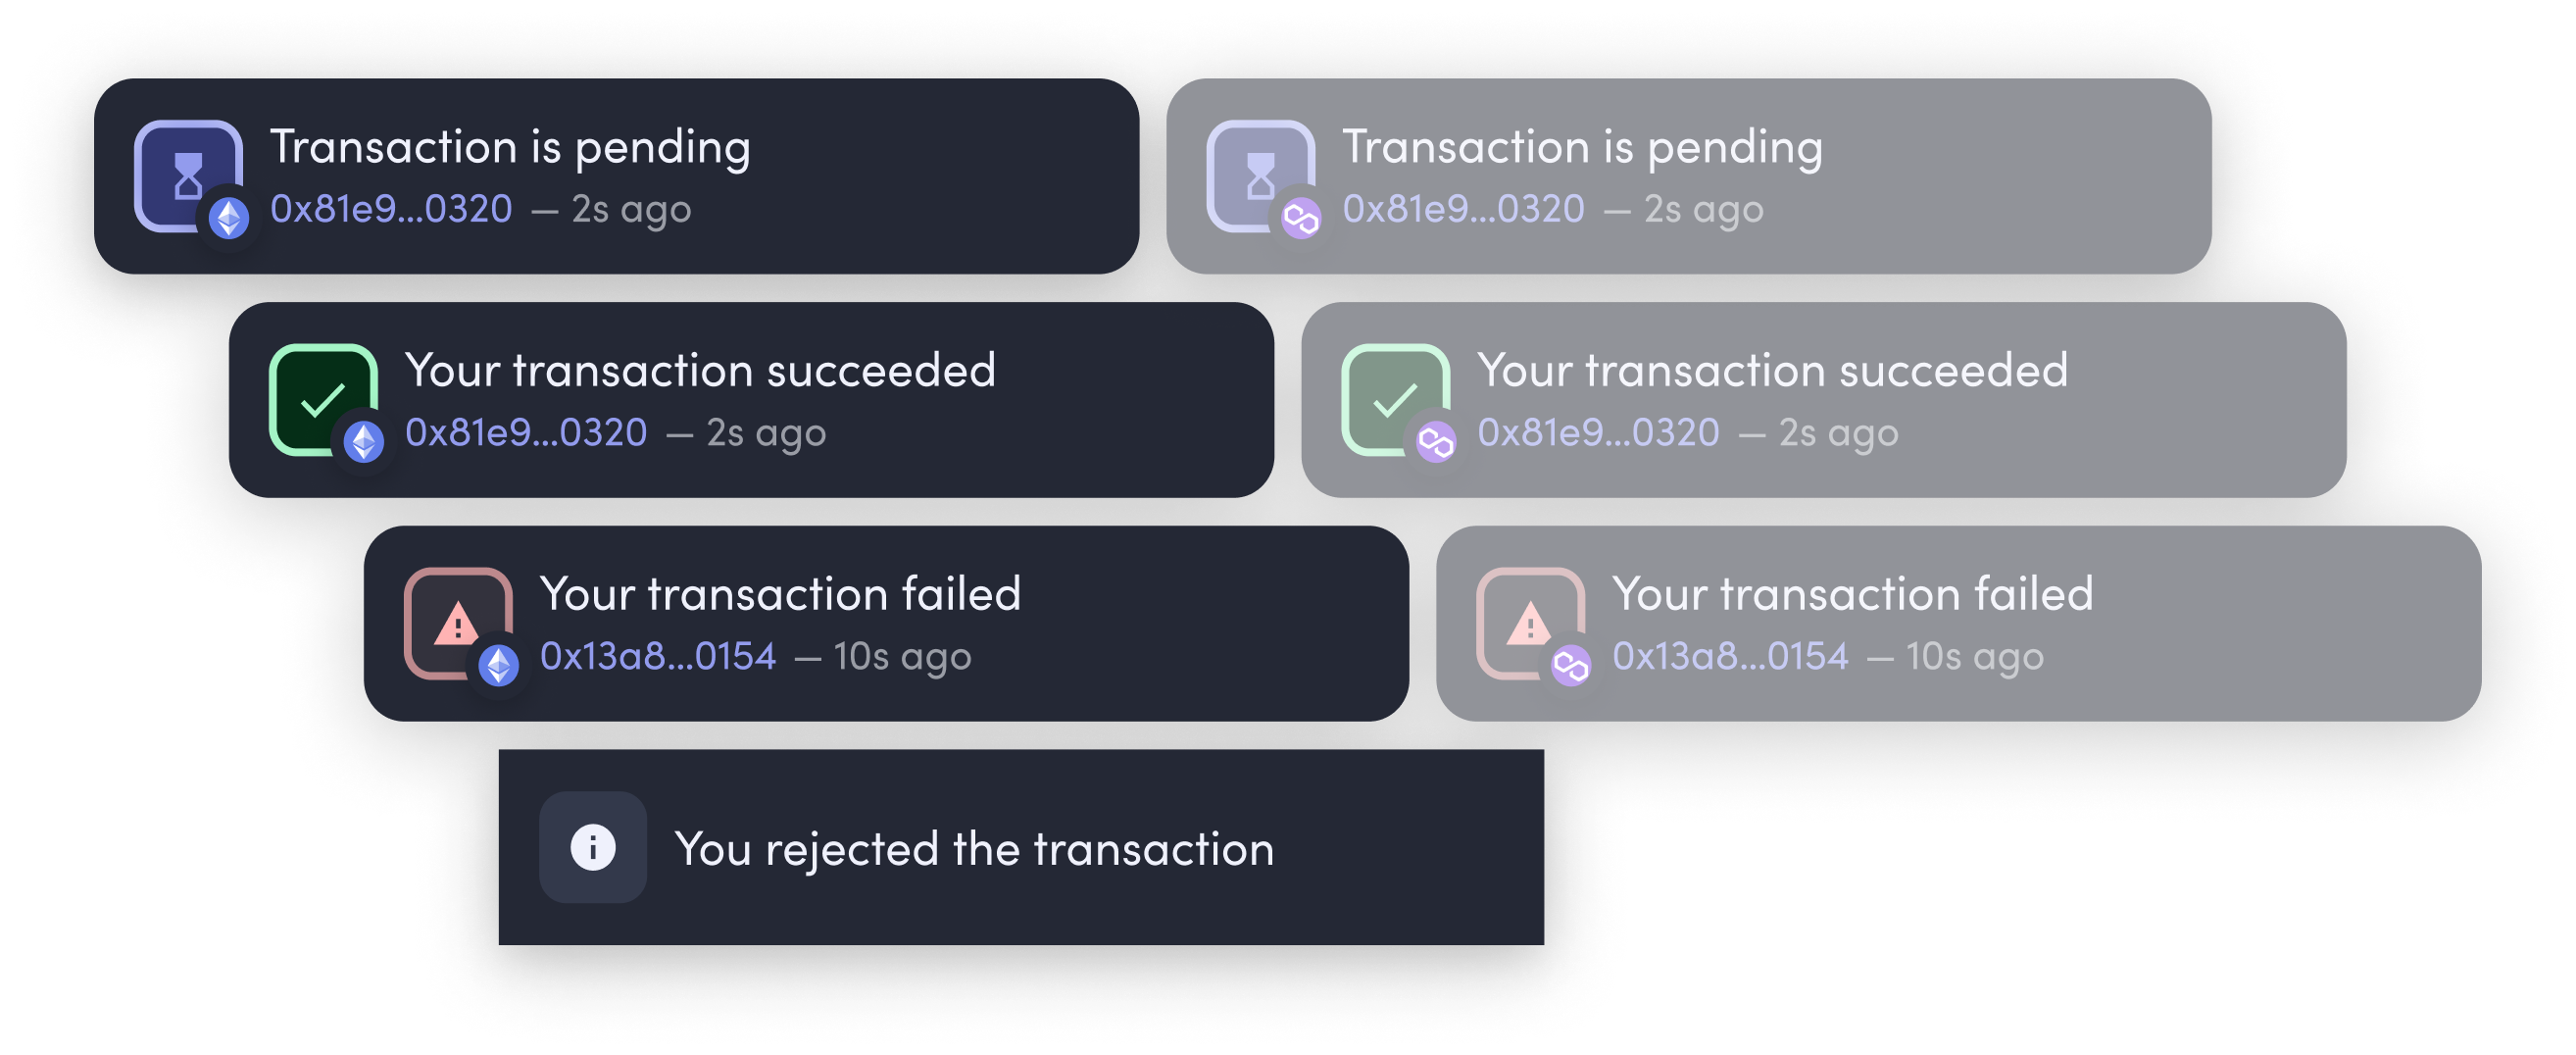 Transaction is pending
0x81e9...0320 — 2s ago
Transaction is pending
0x81e9...0320 — 2s ago
Your transaction succeeded
0x81e9...0320 — 2s ago
Your transaction succeeded
0x81e9...0320 — 2s ago
Your transaction failed
0x13a8...0154 — 10s ago
Your transaction failed
0x13a8...0154 — 10s ago
You rejected the transaction